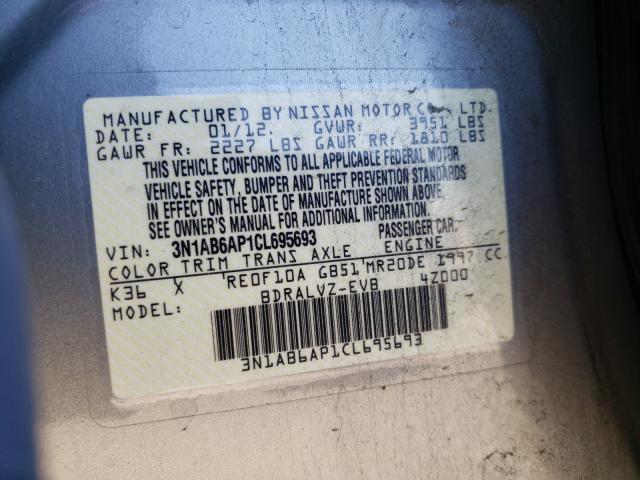 MANUFACTURED BY NISSAN MOTOR CO., LTD.
DATE: 01/12. GVWR: 3951 LBS
GAWR FR: 2227 LBS GAWR RR: 1810 LBS
THIS VEHICLE CONFORMS TO ALL APPLICABLE FEDERAL MOTOR
VEHICLE SAFETY, BUMPER AND THEFT PREVENTION STANDARDS
IN EFFECT ON THE DATE OF MANUFACTURE SHOWN ABOVE.
SEE OWNER'S MANUAL FOR ADDITIONAL INFORMATION.
VIN: 3N1AB6AP1CL695693 PASSENGER CAR
COLOR TRIM TRANS AXLE ENGINE
K36 X RE0F10A GB51 MR20DE 1997 CC
MODEL: BDRALVZ-EVB 4Z000
3N1AB6AP1CL695693